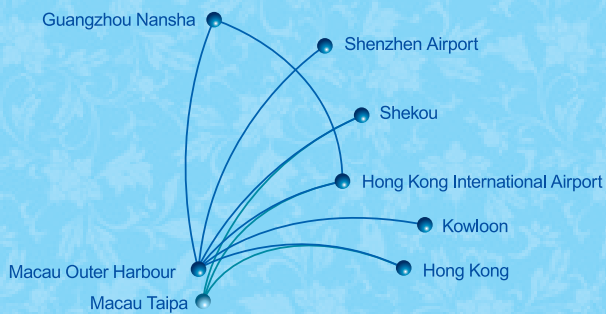 Guangzhou Nansha
Shenzhen Airport
Shekou
Hong Kong International Airport
Kowloon
Macau Outer Harbour
Hong Kong
Macau Taipa